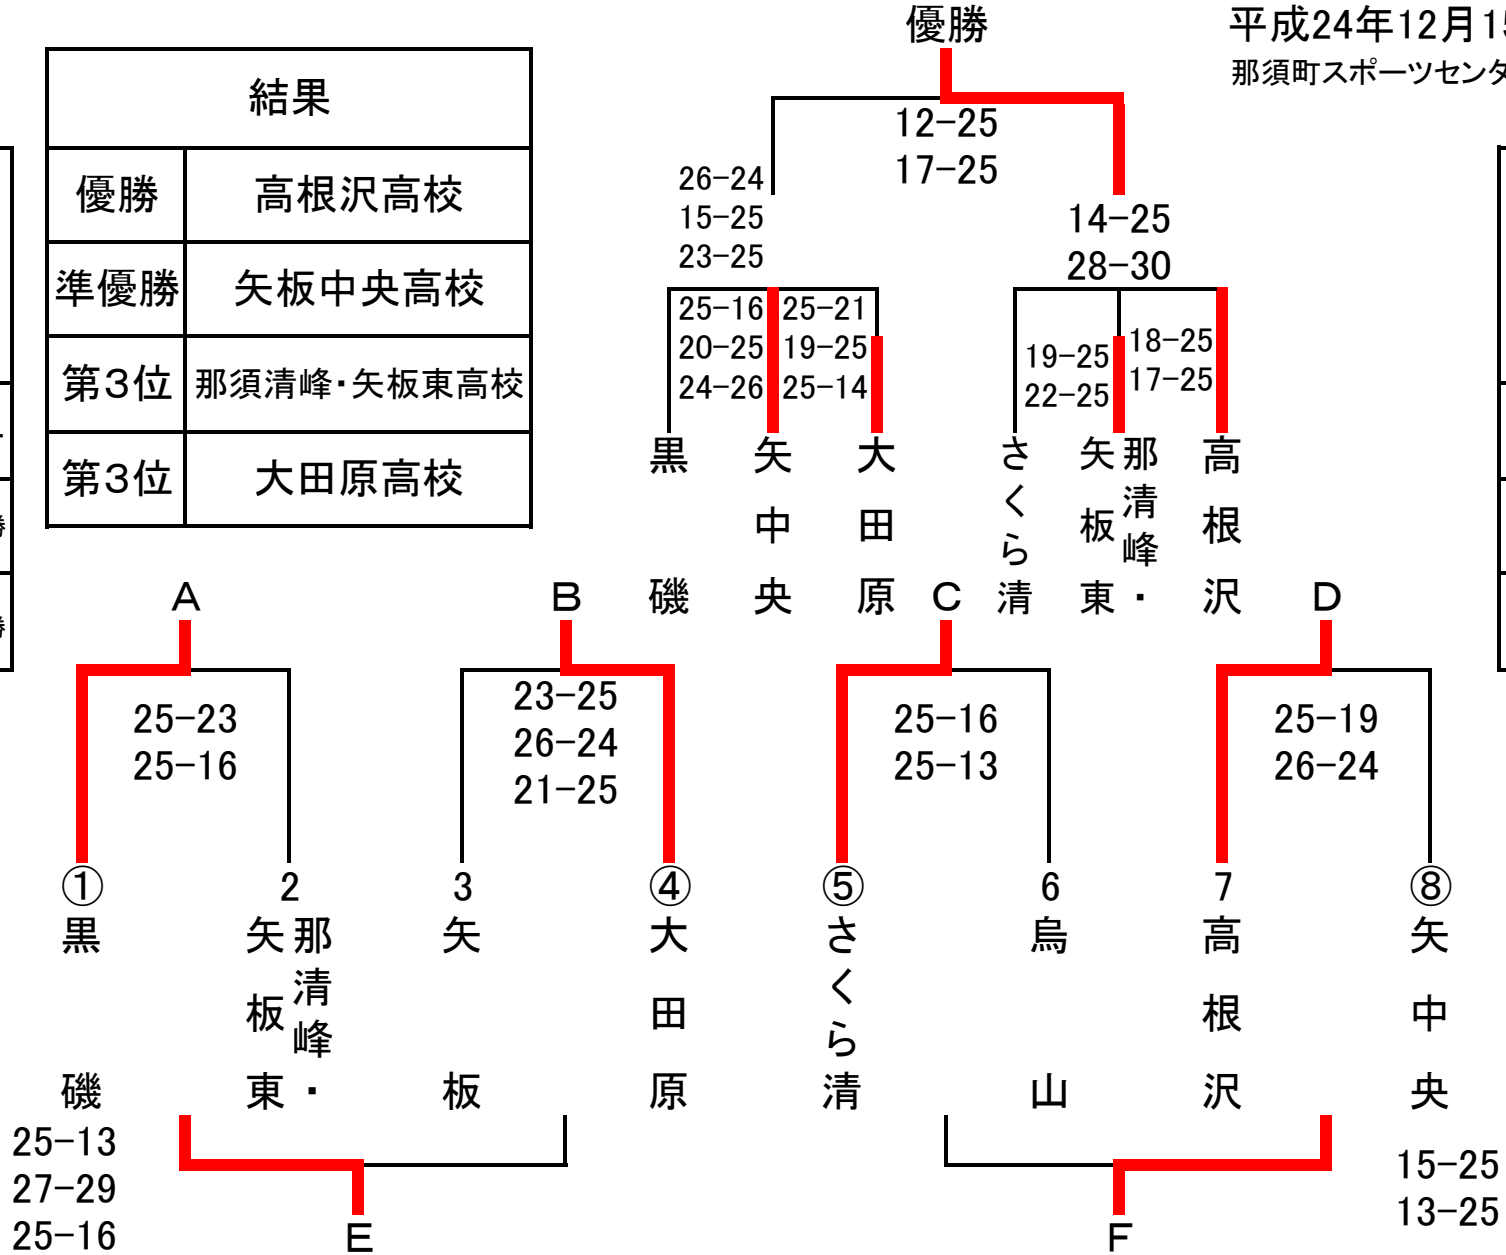 優勝
平成24年12月15
那須町スポーツセンタ
結果
優勝 高根沢高校
準優勝 矢板中央高校
第3位 那須清峰・矢板東高校
第3位 大田原高校
12-25
17-25
26-24
15-25
23-25
14-25
28-30
25-16
20-25
24-26
25-21
19-25
25-14
19-25
22-25
18-25
17-25
黒磯
矢中央
大田原
さくら清
那清峰・
矢板東
高根沢
A
B
C
D
25-23
25-16
23-25
26-24
21-25
25-16
25-13
25-19
26-24
①
2
3
④
⑤
6
7
⑧
黒磯
那清峰・
矢板東
矢板
大田原
さくら清
烏山
高根沢
矢中央
25-13
27-29
25-16
15-25
13-25
E
F